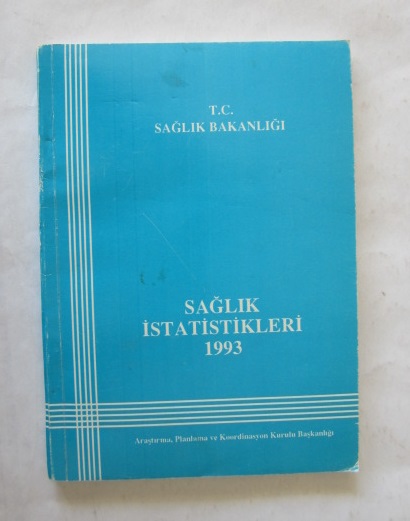 T.C.
SAĞLIK BAKANLIĞI
SAĞLIK
İSTATİSTİKLERİ
1993
Araştırma, Planlama ve Koordinasyon Kurulu Başkanlığı